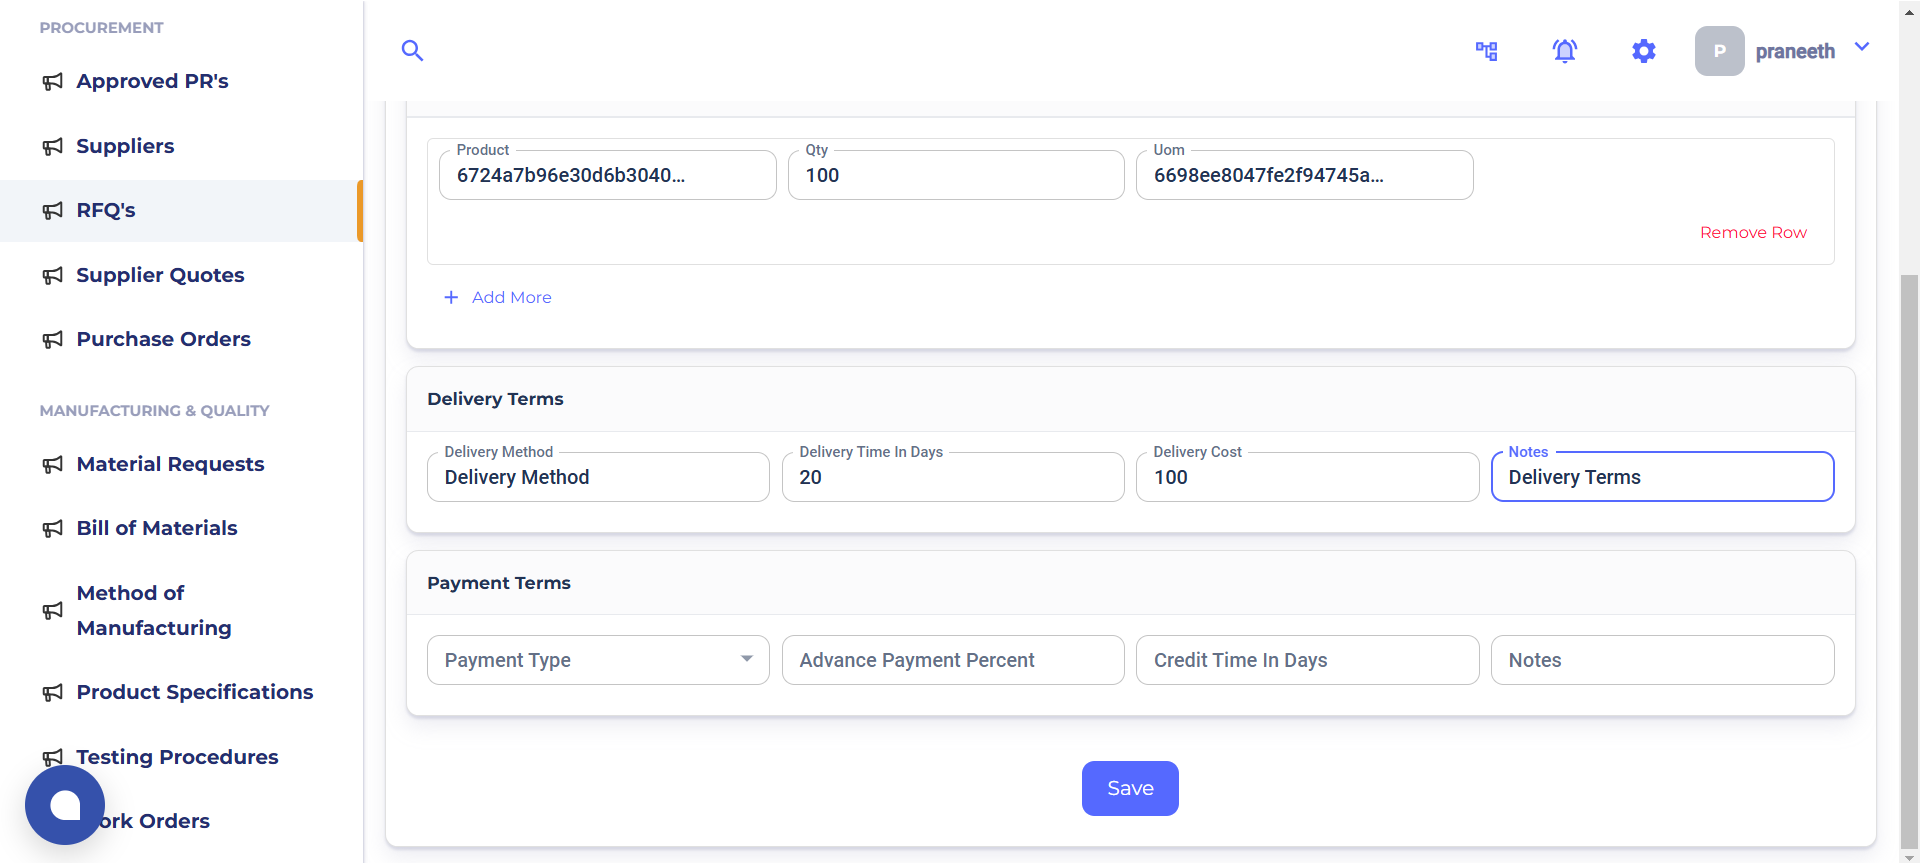 PROCUREMENT
Approved PR's
Suppliers
RFQ's
Supplier Quotes
Purchase Orders
MANUFACTURING & QUALITY
Material Requests
Bill of Materials
Method of
Manufacturing
Product Specifications
Testing Procedures
ork Orders
P
praneeth
Product
6724a7b96e30d6b3040...
Qty
100
Uom
6698ee8047fe2f94745a...
Remove Row
Add More
Delivery Terms
Delivery Method
Delivery Method
Delivery Time In Days
20
Delivery Cost
100
Notes
Delivery Terms
Payment Terms
Payment Type
Advance Payment Percent
Credit Time In Days
Notes
Save